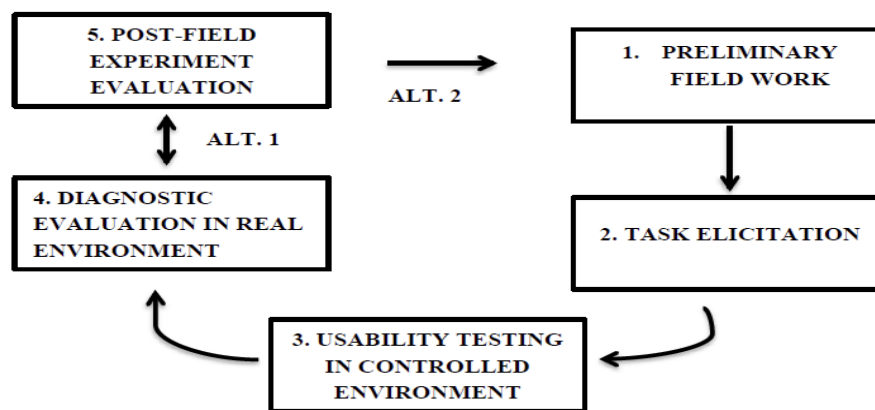 5. POST-FIELD
EXPERIMENT
EVALUATION
ALT. 2
1. PRELIMINARY
FIELD WORK
ALT. 1
4. DIAGNOSTIC
EVALUATION IN REAL
ENVIRONMENT
2. TASK ELICITATION
3. USABILITY TESTING
IN CONTROLLED
ENVIRONMENT